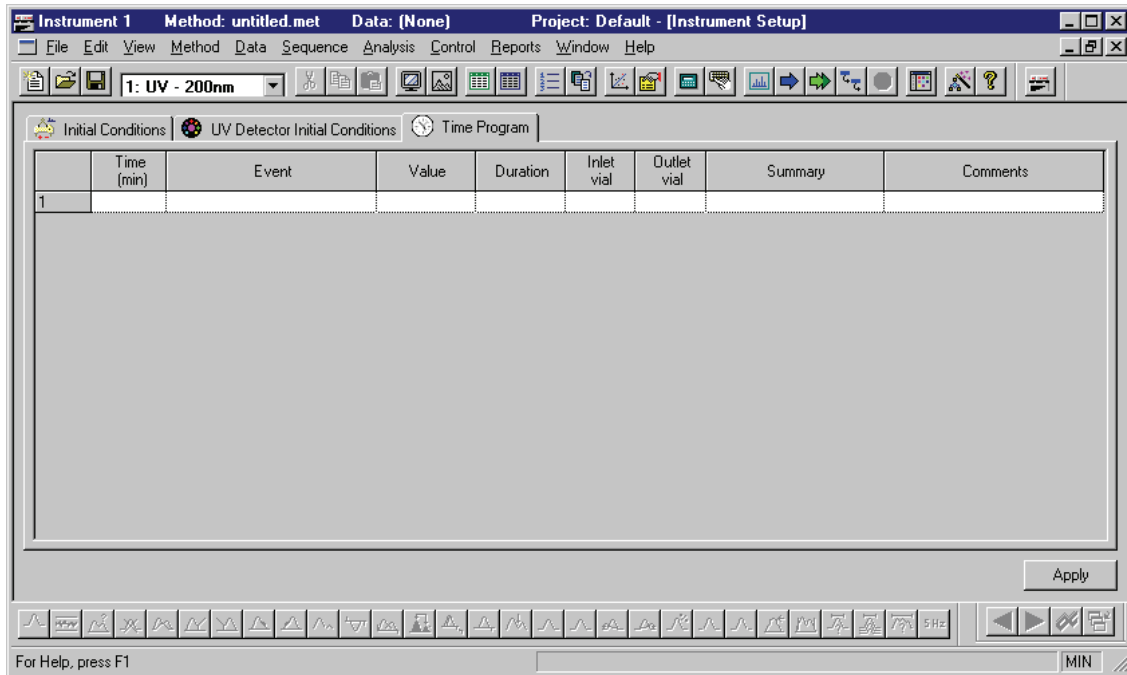 Instrument 1 Method: untitled.met Data: (None) Project: Default - [Instrument Setup]
File Edit View Method Data Sequence Analysis Control Reports Window Help
1: UV - 200nm
Initial Conditions UV Detector Initial Conditions Time Program
Time (min) Event Value Duration Inlet vial Outlet vial Summary Comments
1
Apply
5 Hz
For Help, press F1 MIN